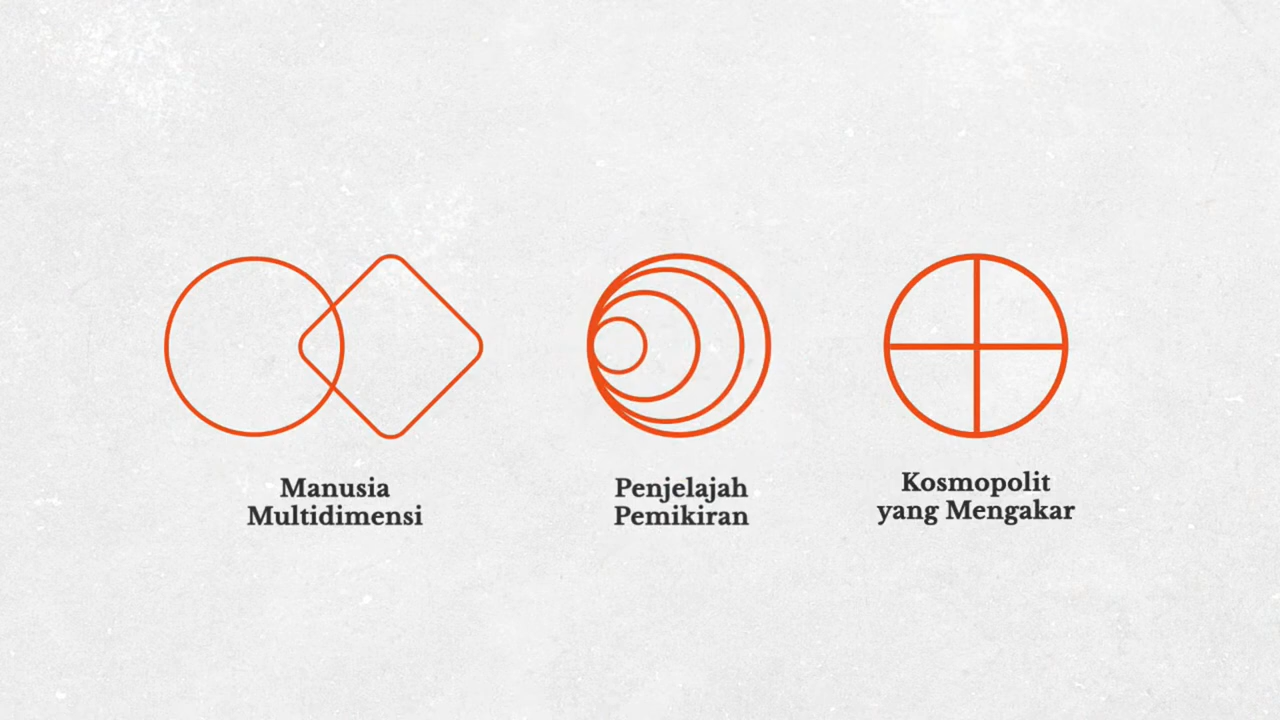 Manusia
Multidimensi
Penjelajah
Pemikiran
Kosmopolit
yang Mengakar